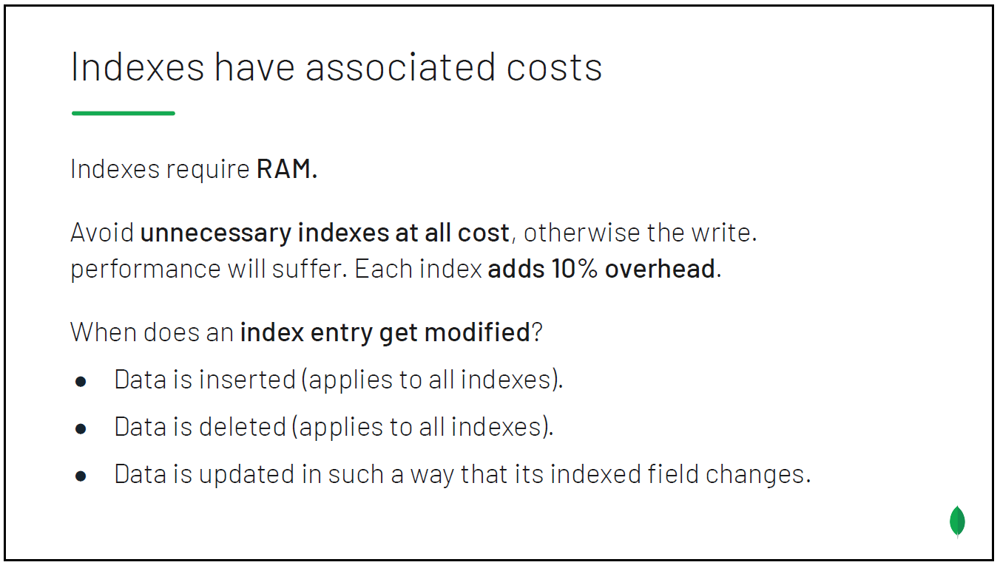 Indexes have associated costs
Indexes require RAM.
Avoid unnecessary indexes at all cost, otherwise the write.
performance will suffer. Each index adds 10% overhead.
When does an index entry get modified?
● Data is inserted (applies to all indexes).
● Data is deleted (applies to all indexes).
● Data is updated in such a way that its indexed field changes.